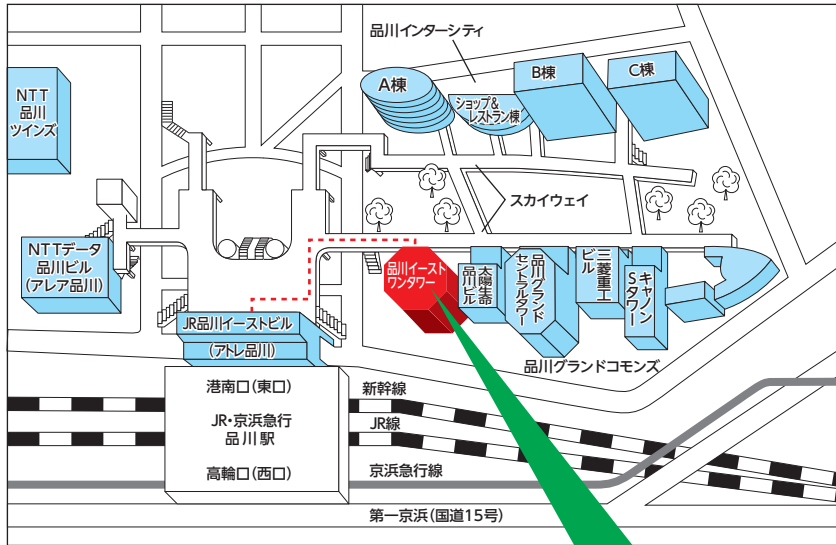 品川インターシティ
NTT
品川
ツインズ
A棟
ショップ&
レストラン棟
B棟
C棟
スカイウェイ
NTTデータ
品川ビル
(アレア品川)
品川イースト
ワンタワー
太陽生命
品川ビル
品川グランド
セントラルタワー
三菱重工
ビル
キヤノン
Sタワー
JR品川イーストビル
(アトレ品川)
品川グランドコモンズ
港南口(東口)
新幹線
JR・京浜急行
品川駅
JR線
高輪口(西口)
京浜急行線
第一京浜(国道15号)